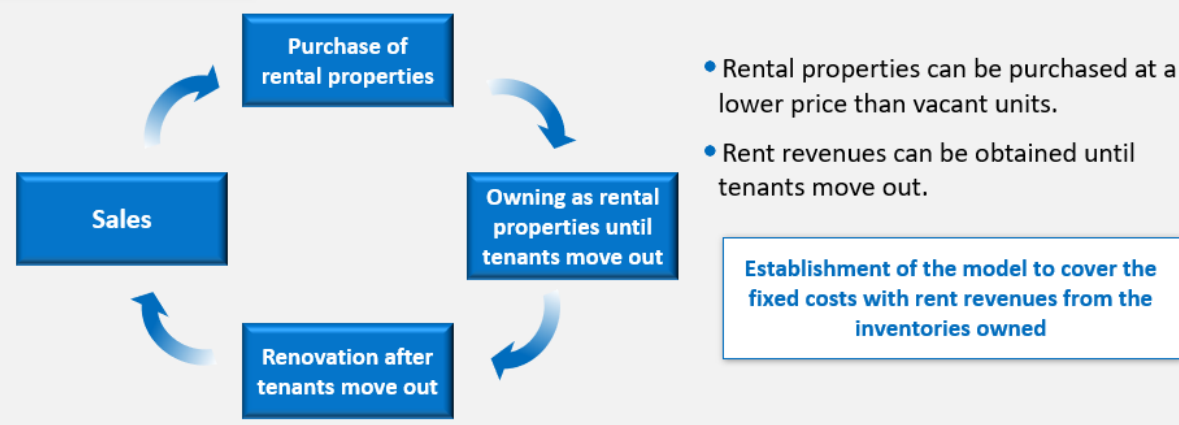 Purchase of
rental properties
Owning as rental
properties until
tenants move out
Renovation after
tenants move out
Sales
• Rental properties can be purchased at a
lower price than vacant units.
• Rent revenues can be obtained until
tenants move out.
Establishment of the model to cover the
fixed costs with rent revenues from the
inventories owned